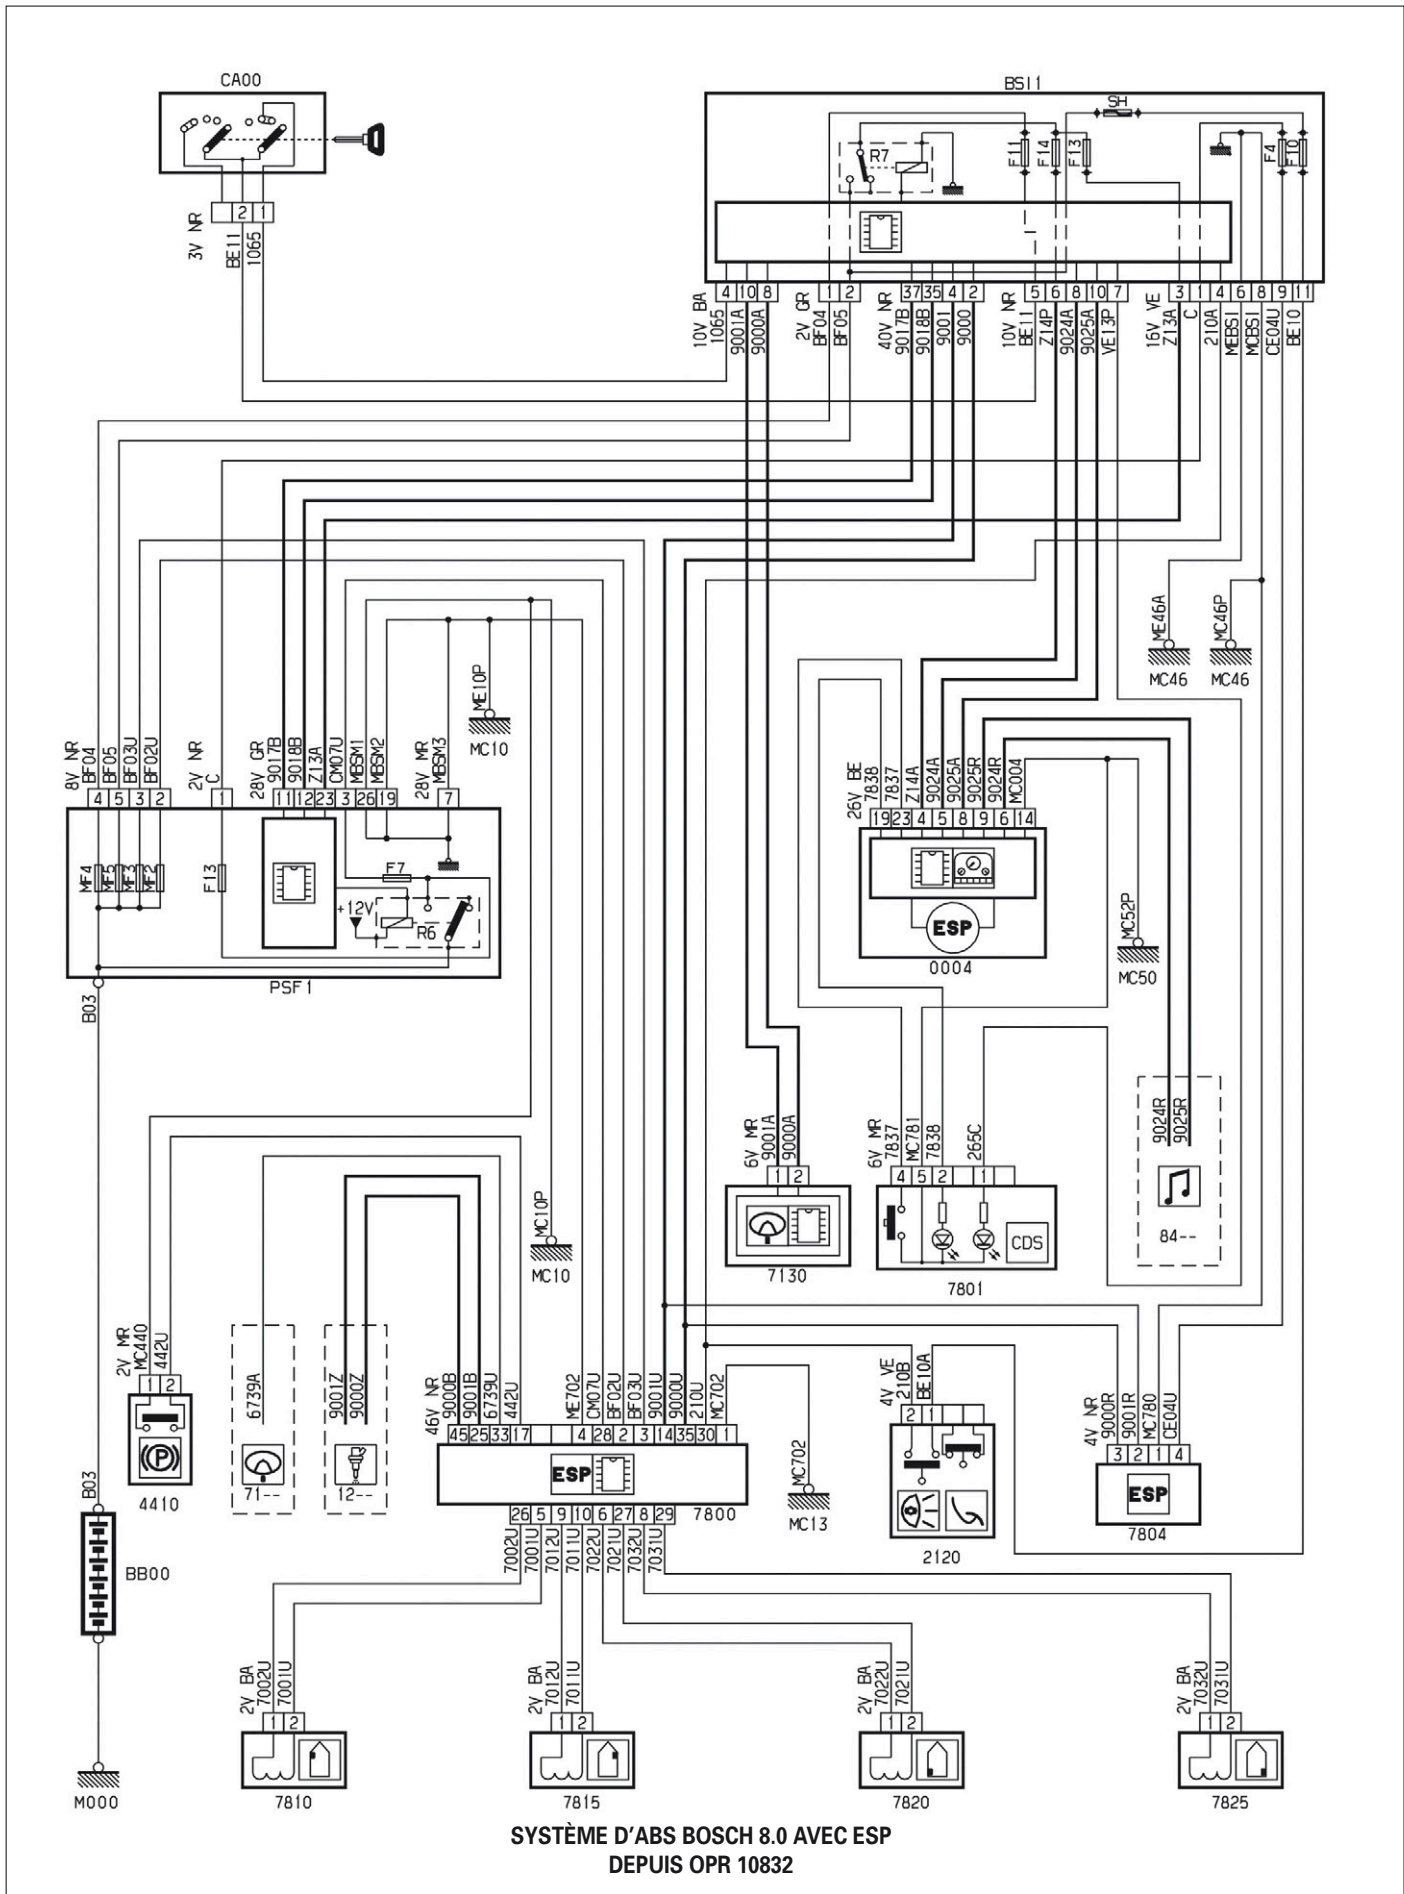 CA00
BSI1
SH
R7
F11
F14
F13
F4
F10
2 1
3V NR
BE11
1065
4 10 8
1 2
37 35 4 2
5 6 8 10 7
3 1 4 6 8 9 11
10V BA
1065
9001A
9000A
2V GR
BF04
BF05
40V NR
9017B
9018B
9001
9000
10V NR
BE11
Z14P
9024A
9025A
VE13P
16V VE
Z13A
C
210A
MEBSI
MCBSI
CE04U
BE10
ME46A
MC46
MC46P
MC46
ME10P
MC10
8V NR
BF04
BF05
BF03U
BF02U
2V NR
C
28V GR
9017B
9018B
Z13A
CM07U
MBSM1
MBSM2
28V MR
MBSM3
4 5 3 2
1
11 12 23 3 26 19
7
MF4
MF5
MF3
MF2
F13
F7
+12V
R6
PSF1
26V BE
7838
7837
Z14A
9024A
9025A
9025R
9024R
MC004
19 23 4 5 8 9 6 14
ESP
0004
MC52P
MC50
B03
6V MR
9001A
9000A
1 2
7130
6V MR
7837
MC781
7838
265C
4 5 2 1
CDS
7801
9024R
9025R
84--
MC10P
MC10
2V MR
MC440
442U
1 2
4410
6739A
71--
9001Z
9000Z
12--
46V NR
9000B
9001B
6739U
442U
ME702
CM07U
BF02U
BF03U
9001U
9000U
210U
MC702
45 25 33 17 4 28 2 3 14 35 30 1
ESP
7800
26 5 9 10 6 27 8 29
7002U
7001U
7012U
7011U
7022U
7021U
7032U
7031U
MC702
MC13
4V VE
210B
BE10A
2 1
2120
4V NR
9000R
9001R
MC780
CE04U
3 2 1 4
ESP
7804
B03
BB00
M000
2V BA
7002U
7001U
1 2
7810
2V BA
7012U
7011U
1 2
7815
2V BA
7022U
7021U
1 2
7820
2V BA
7032U
7031U
1 2
7825
SYSTÈME D'ABS BOSCH 8.0 AVEC ESP
DEPUIS OPR 10832